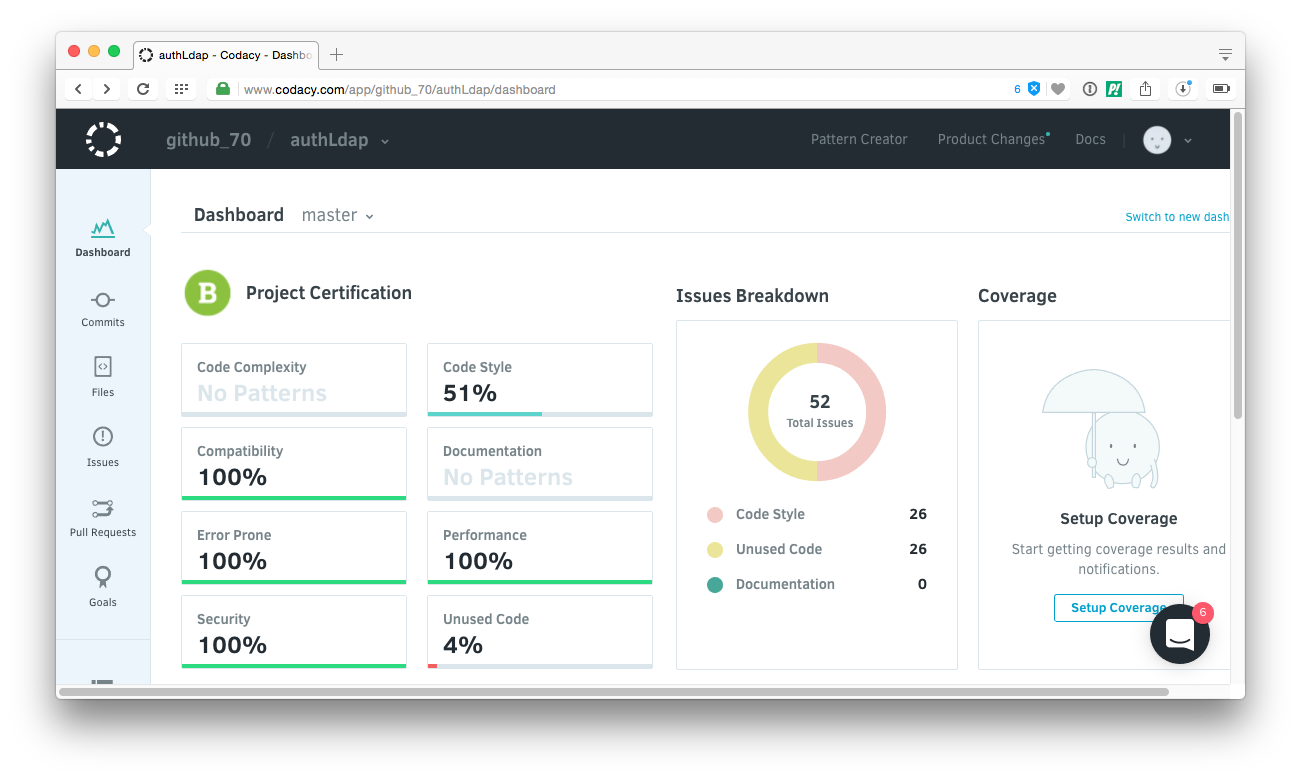 authLdap - Codacy - Dashbo
www.codacy.com/app/github_70/authLdap/dashboard
6
github_70 / authLdap
Pattern Creator
Product Changes
Docs
Dashboard
Commits
Files
Issues
Pull Requests
Goals
Dashboard master
Switch to new dash
B
Project Certification
Code Complexity
No Patterns
Code Style
51%
Compatibility
100%
Documentation
No Patterns
Error Prone
100%
Performance
100%
Security
100%
Unused Code
4%
Issues Breakdown
52
Total Issues
Code Style 26
Unused Code 26
Documentation 0
Coverage
Setup Coverage
Start getting coverage results and
notifications.
Setup Coverage
6